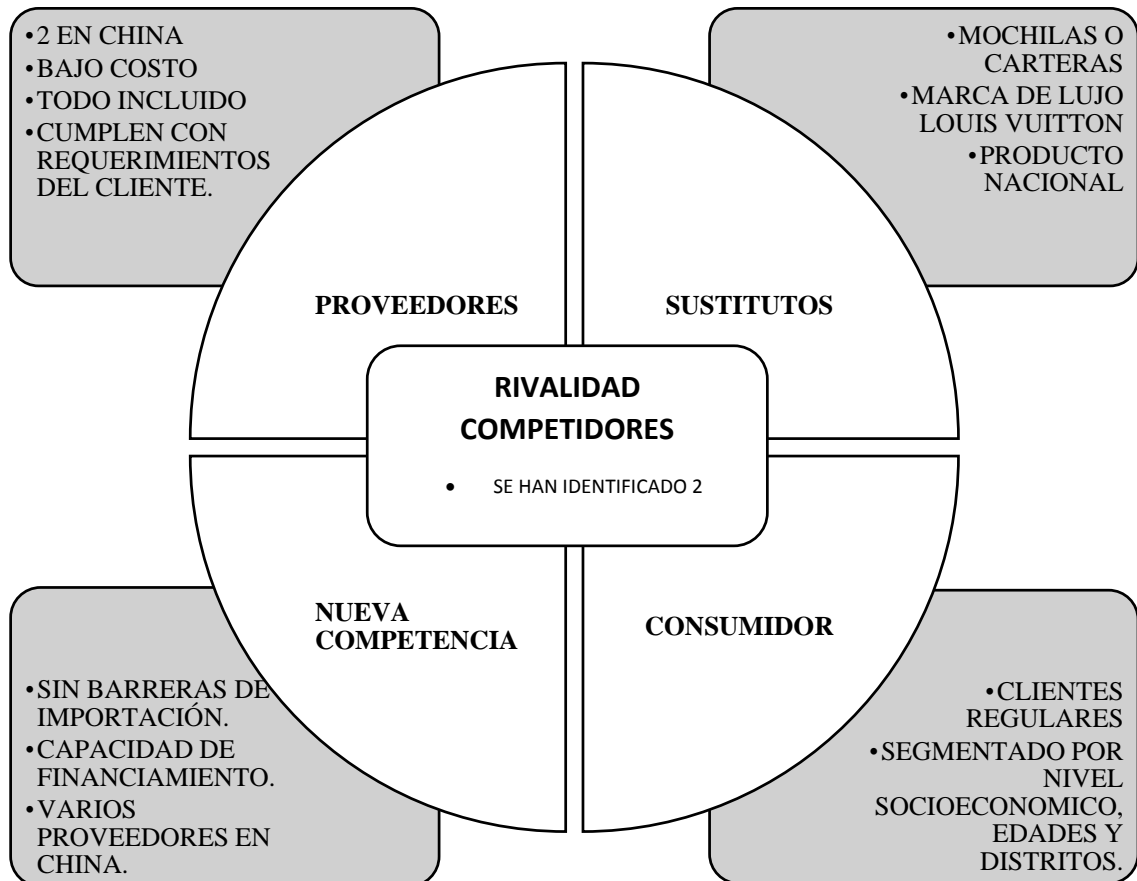 •2 EN CHINA
•BAJO COSTO
•TODO INCLUIDO
•CUMPLEN CON
REQUERIMIENTOS
DEL CLIENTE.
•MOCHILAS O
CARTERAS
•MARCA DE LUJO
LOUIS VUITTON
•PRODUCTO
NACIONAL
PROVEEDORES
SUSTITUTOS
RIVALIDAD
COMPETIDORES
• SE HAN IDENTIFICADO 2
NUEVA
COMPETENCIA
CONSUMIDOR
•SIN BARRERAS DE
IMPORTACIÓN.
•CAPACIDAD DE
FINANCIAMIENTO.
•VARIOS
PROVEEDORES EN
CHINA.
•CLIENTES
REGULARES
•SEGMENTADO POR
NIVEL
SOCIOECONOMICO,
EDADES Y
DISTRITOS.